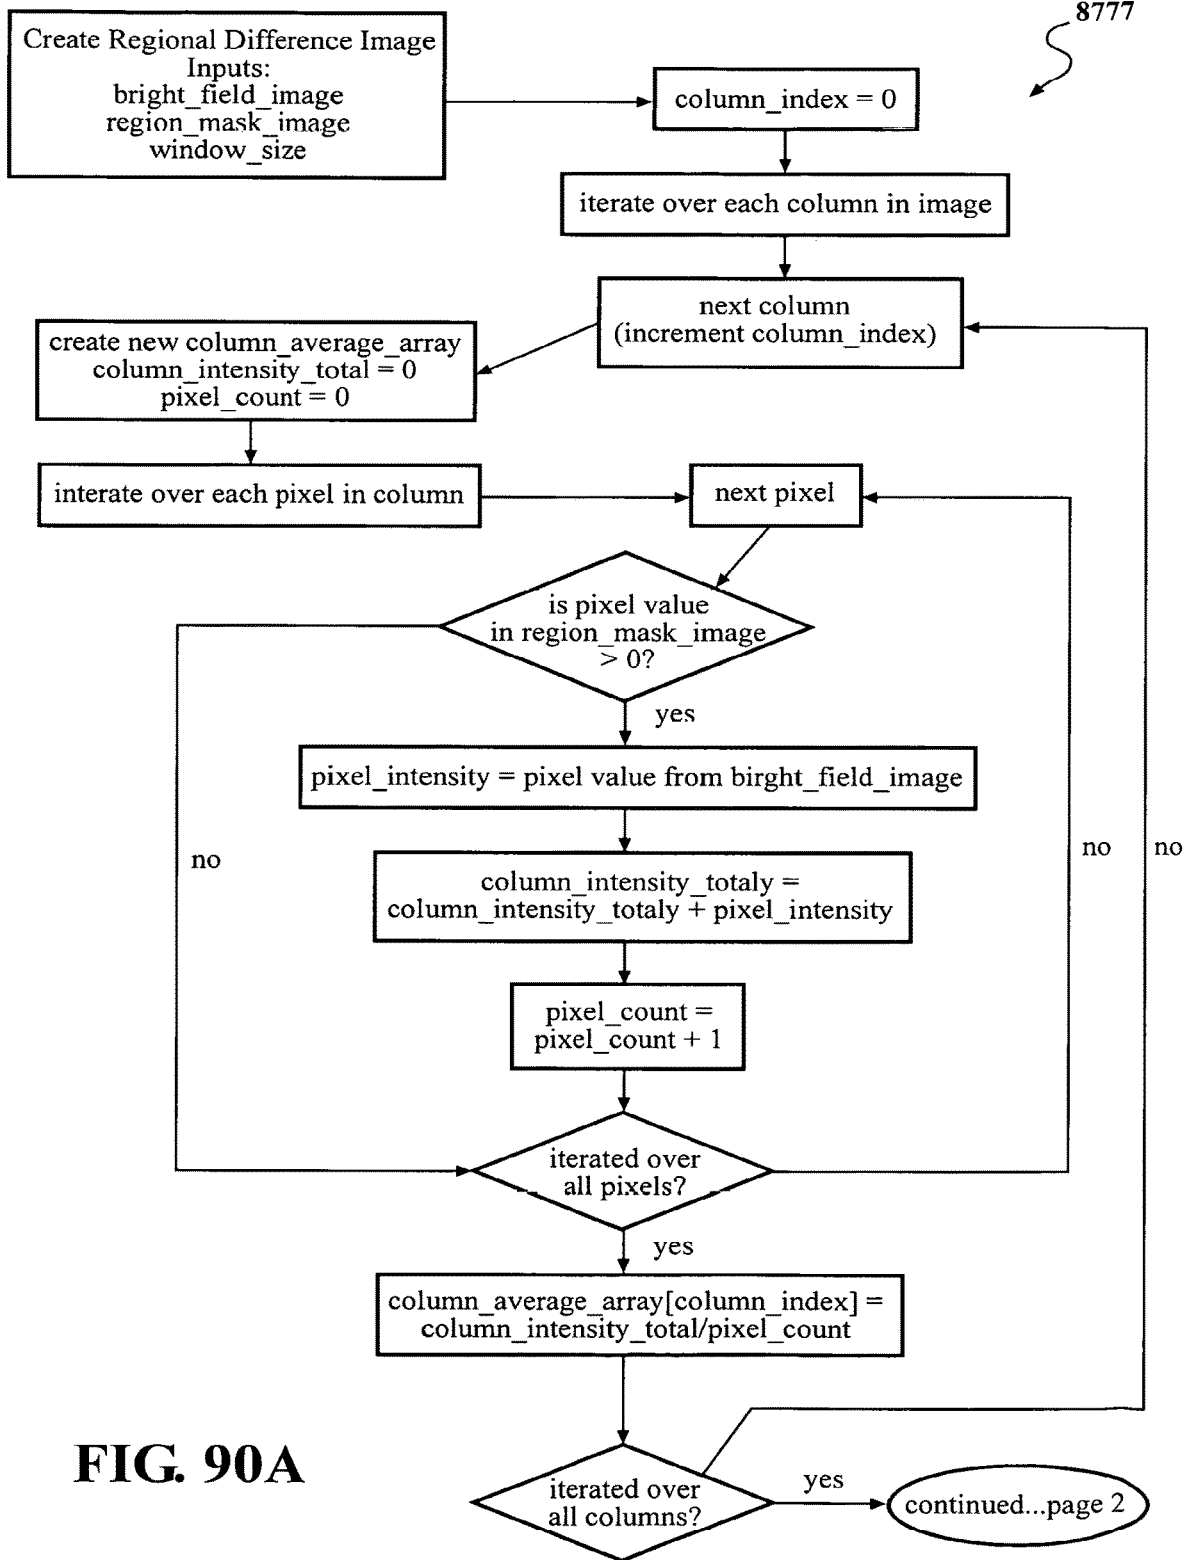 8777
Create Regional Difference Image
Inputs:
bright_field_image
region_mask_image
window_size
column_index = 0
iterate over each column in image
next column
(increment column_index)
create new column_average_array
column_intensity_total = 0
pixel_count = 0
interate over each pixel in column
next pixel
is pixel value
in region_mask_image
> 0?
yes
pixel_intensity = pixel value from birght_field_image
no
no
no
column_intensity_totaly =
column_intensity_totaly + pixel_intensity
pixel_count =
pixel_count + 1
iterated over
all pixels?
yes
column_average_array[column_index] =
column_intensity_total/pixel_count
FIG. 90A
iterated over
all columns?
yes
continued...page 2